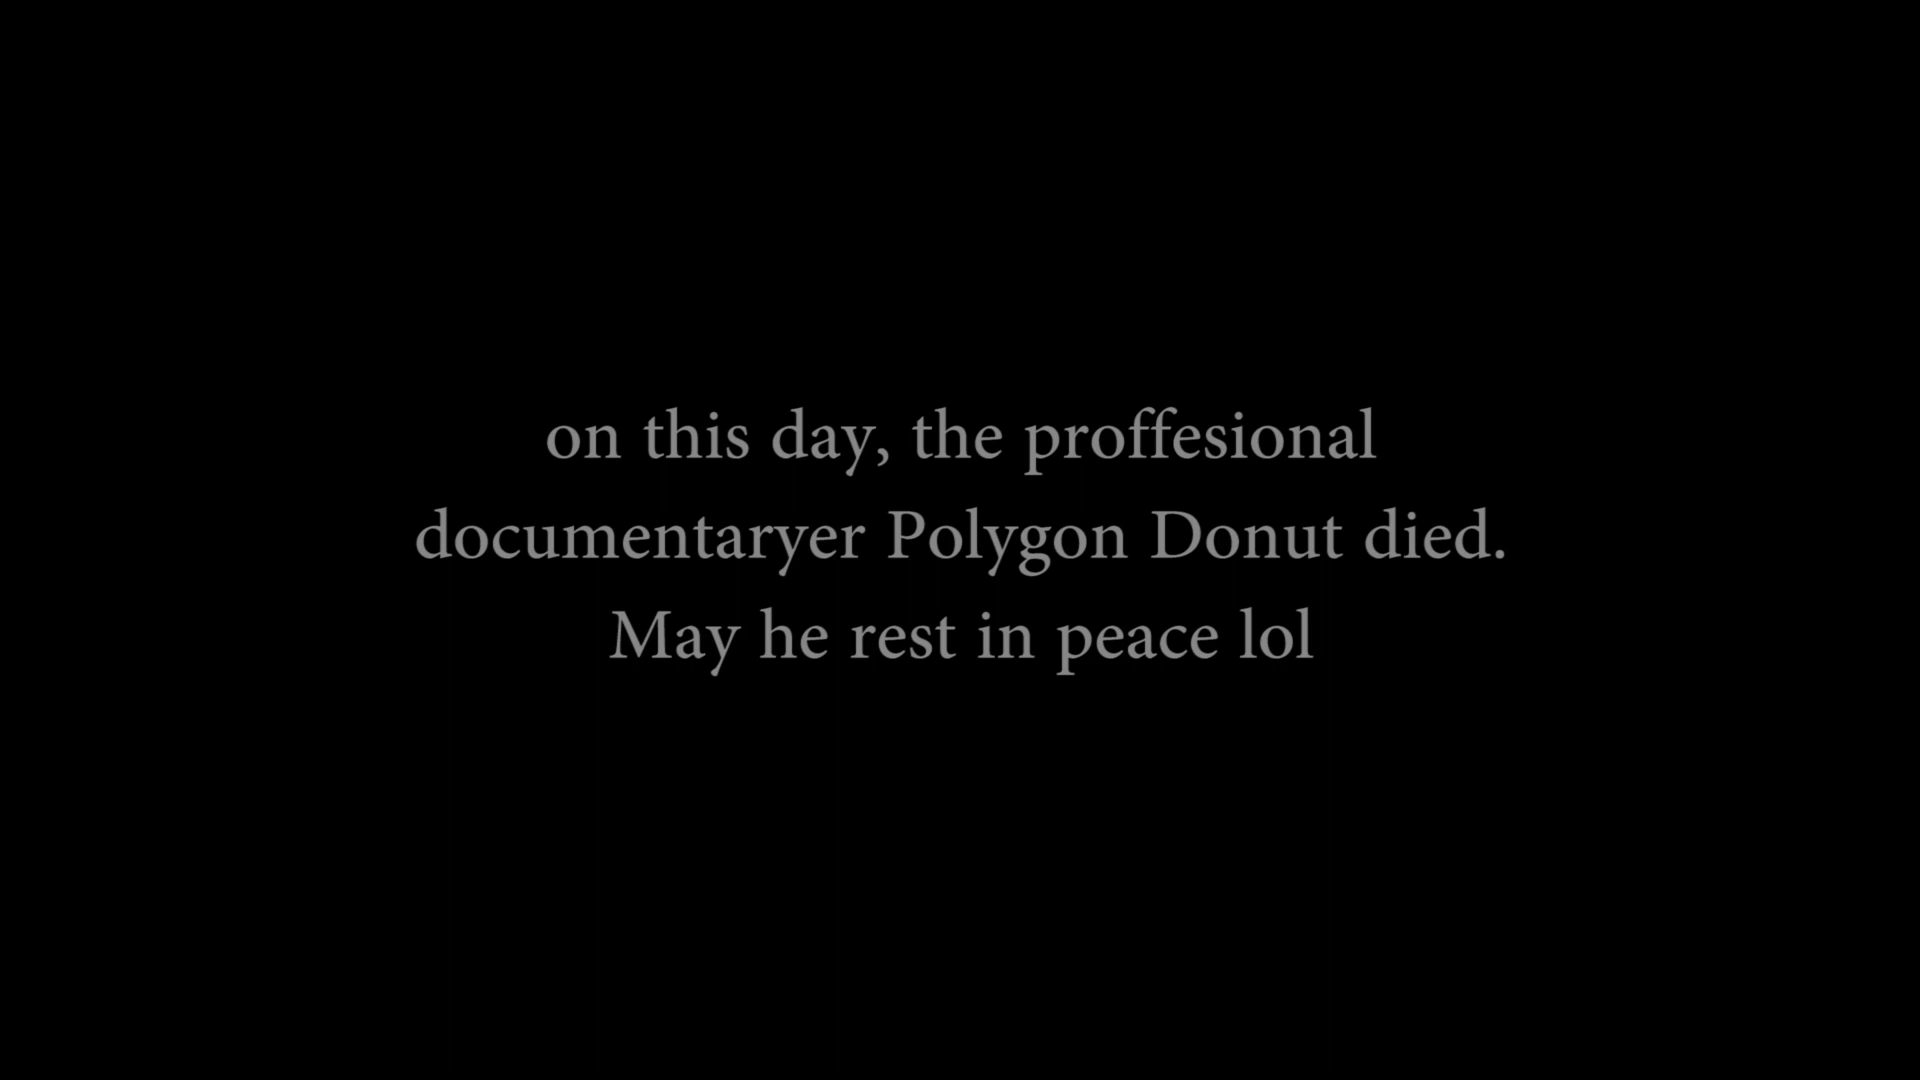 on this day, the proffesional
documentaryer Polygon Donut died.
May he rest in peace lol